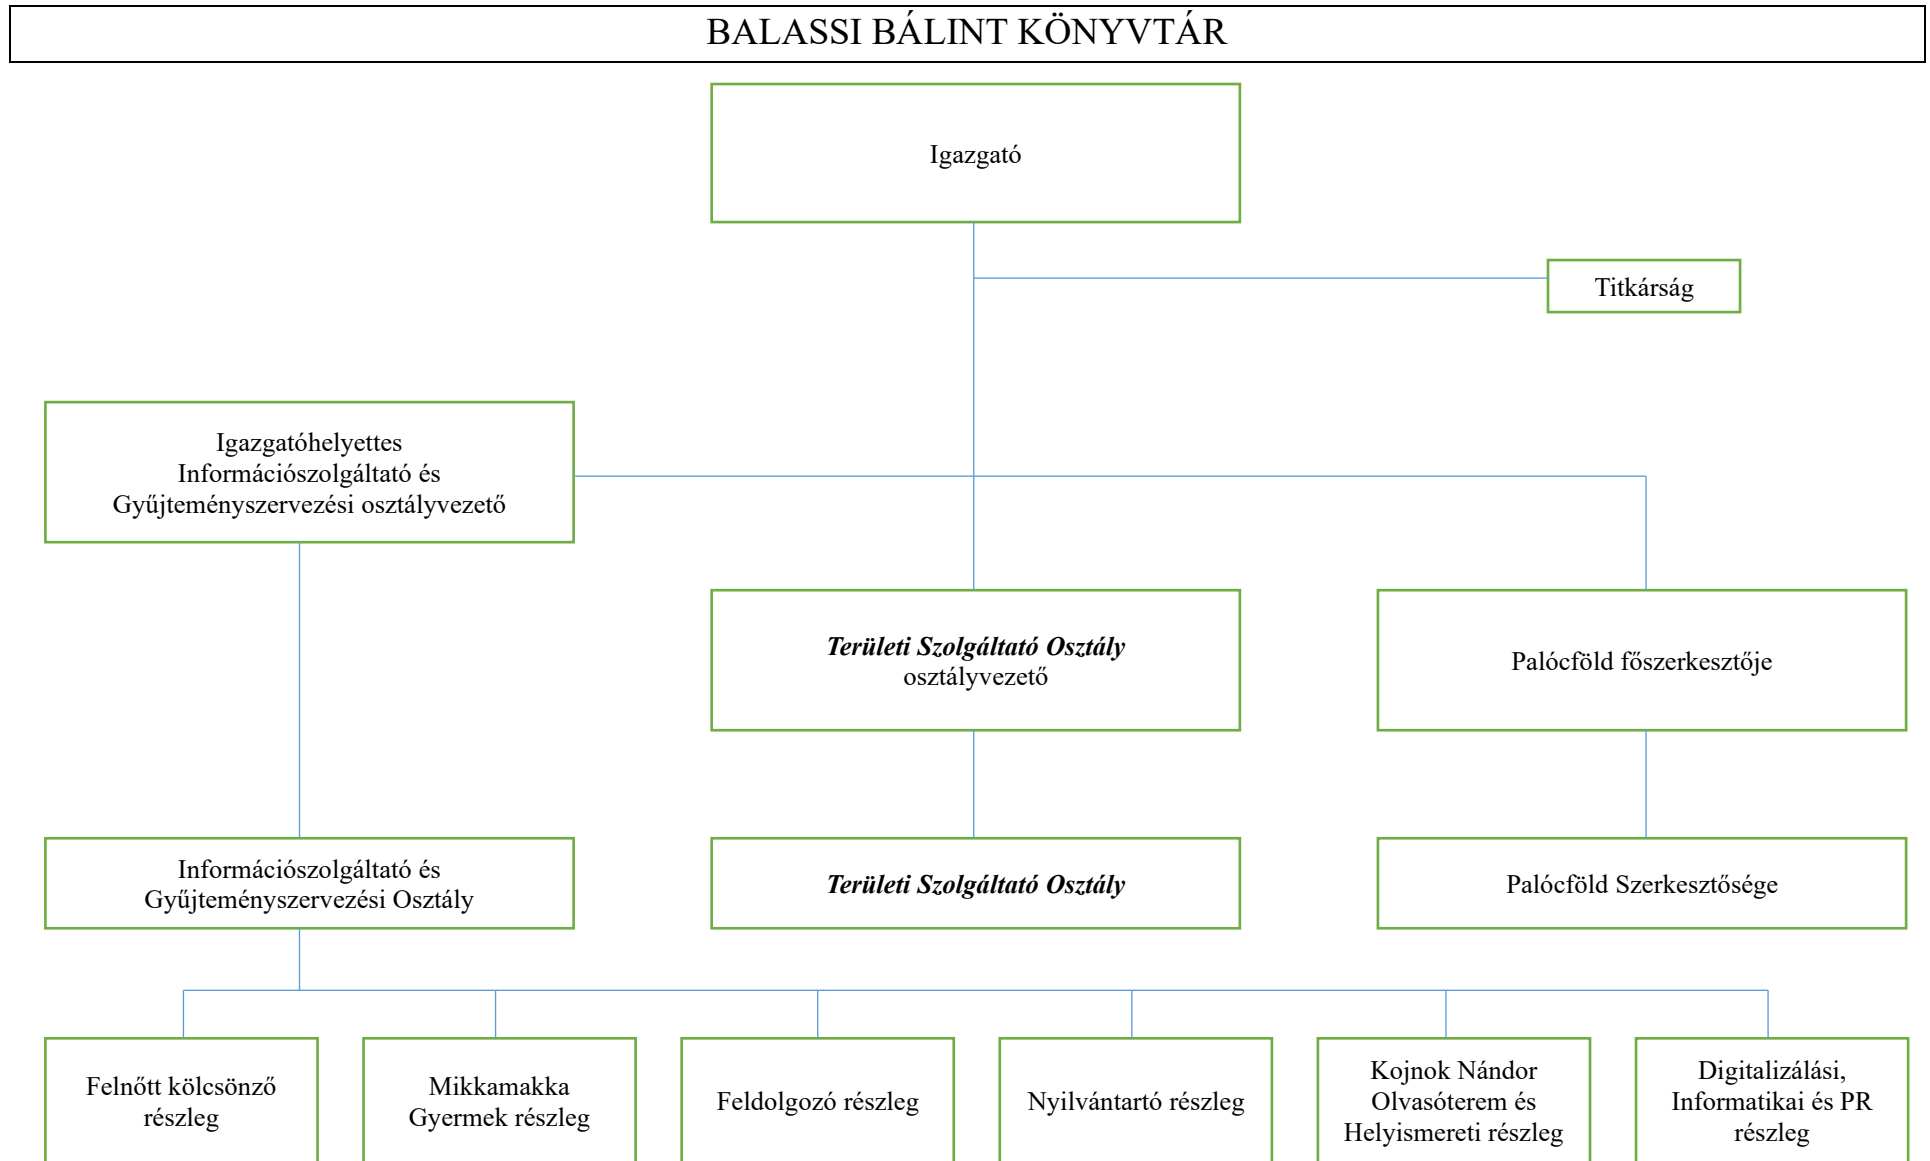 BALASSI BÁLINT KÖNYVTÁR
Igazgató
Titkárság
Igazgatóhelyettes
Információszolgáltató és
Gyűjteményszervezési osztályvezető
Területi Szolgáltató Osztály
osztályvezető
Palócföld főszerkesztője
Információszolgáltató és
Gyűjteményszervezési Osztály
Területi Szolgáltató Osztály
Palócföld Szerkesztősége
Felnőtt kölcsönző
részleg
Mikkamakka
Gyermek részleg
Feldolgozó részleg
Nyilvántartó részleg
Kojnok Nándor
Olvasóterem és
Helyismereti részleg
Digitalizálási,
Informatikai és PR
részleg